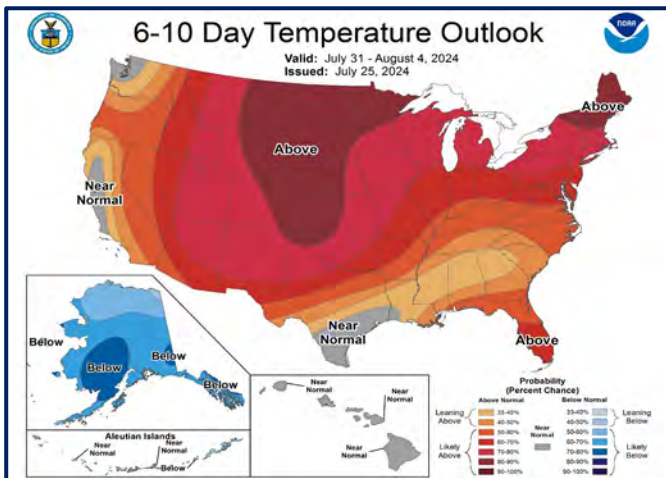 6-10 Day Temperature Outlook
Valid: July 31 - August 4, 2024
Issued: July 25, 2024
NOAA
Above
Above
Near
Normal
Near
Normal
Above
Below
Below
Below
Below
Aleutian Islands
Near
Normal
Near
Normal
Below
Near
Normal
Near
Normal
Near
Normal
Probability
(Percent Chance)
Above Normal
Below Normal
Leaning
Above
33-40%
40-50%
Likely
Above
50-60%
60-70%
70-80%
80-90%
90-100%
Near
Normal
33-40%
40-50%
Leaning
Below
50-60%
60-70%
70-80%
80-90%
90-100%
Likely
Below